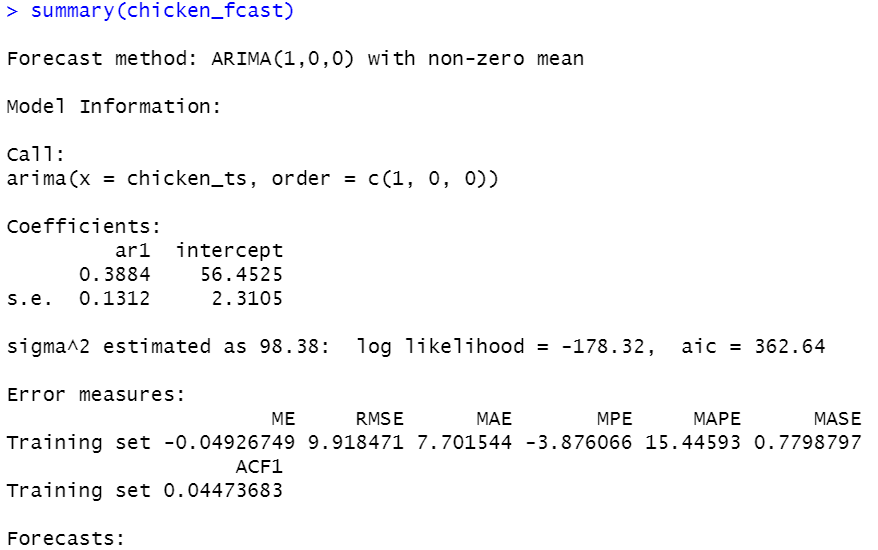 > summary(chicken_fcast)
Forecast method: ARIMA(1,0,0) with non-zero mean
Model Information:
Call:
arima(x = chicken_ts, order = c(1, 0, 0))
Coefficients:
ar1 intercept
0.3884 56.4525
s.e. 0.1312 2.3105
sigma^2 estimated as 98.38: log likelihood = -178.32, aic = 362.64
Error measures:
ME RMSE MAE MPE MAPE MASE
Training set -0.04926749 9.918471 7.701544 -3.876066 15.44593 0.7798797
ACF1
Training set 0.04473683
Forecasts: